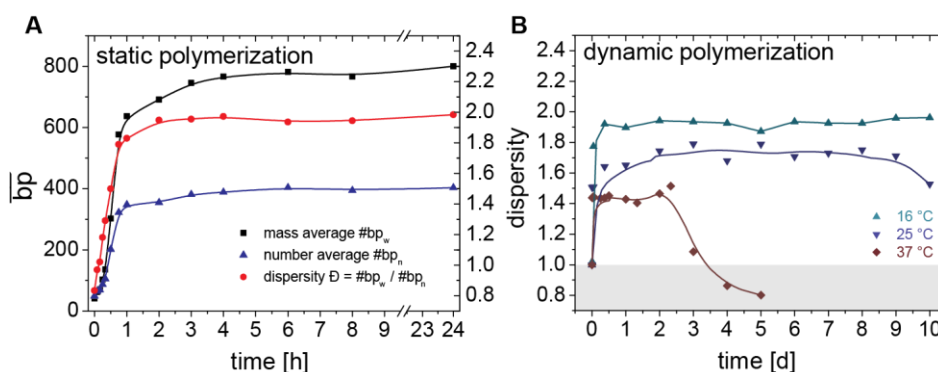 A
static polymerization
bp
800
600
400
200
0
2.4
2.2
2.0
1.8
1.6
1.4
1.2
1.0
0.8
mass average #bpw
number average #bpn
dispersity Đ = #bpw / #bpn
0 1 2 3 4 5 6 7 8 9 23 24
time [h]
B
dynamic polymerization
dispersity
2.4
2.2
2.0
1.8
1.6
1.4
1.2
1.0
0.8
16 °C
25 °C
37 °C
0 1 2 3 4 5 6 7 8 9 10
time [d]